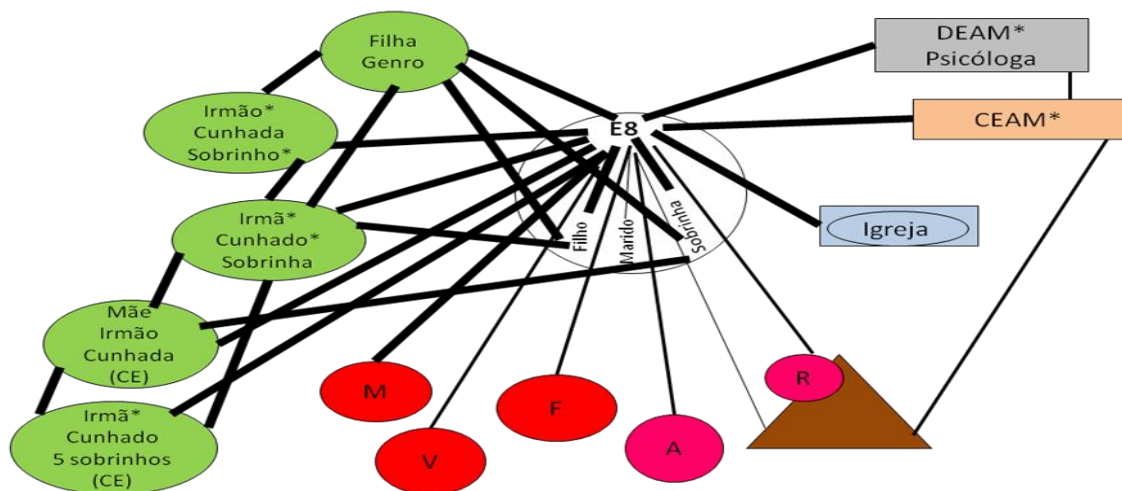 Filha
Genro
DEAM*
Psicóloga
Irmão*
Cunhada
Sobrinho*
E8
CEAM*
Irmã*
Cunhado*
Sobrinha
Filho
Marido
Sobrinha
Igreja
Mãe
Irmão
Cunhada
(CE)
M
F
R
Irmã*
Cunhado
5 sobrinhos
(CE)
V
A